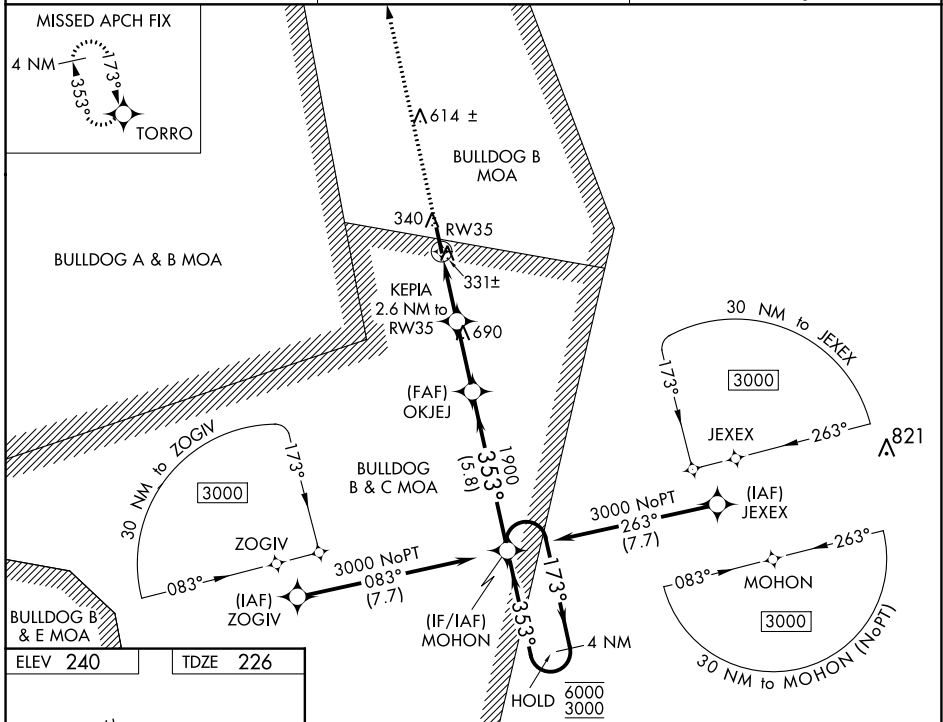 MISSED APCH FIX
4 NM
173°
353°
TORRO
614 ±
BULLDOG B
MOA
340
RW35
BULLDOG A & B MOA
331±
KEPIA
2.6 NM to
RW35
690
30 NM to JEXEX
3000
173°
JEXEX
263°
821
(FAF)
OKJEJ
1900
353°
(5.8)
30 NM to ZOGIV
3000
173°
BULLDOG
B & C MOA
ZOGIV
083°
3000 NoPT
263°
(7.7)
(IAF)
JEXEX
3000 NoPT
083°
(7.7)
(IAF)
ZOGIV
083°
263°
MOHON
3000
30 NM to MOHON (NoPT)
(IF/IAF)
MOHON
173°
353°
4 NM
HOLD
6000
3000
BULLDOG B
& E MOA
ELEV 240
TDZE 226